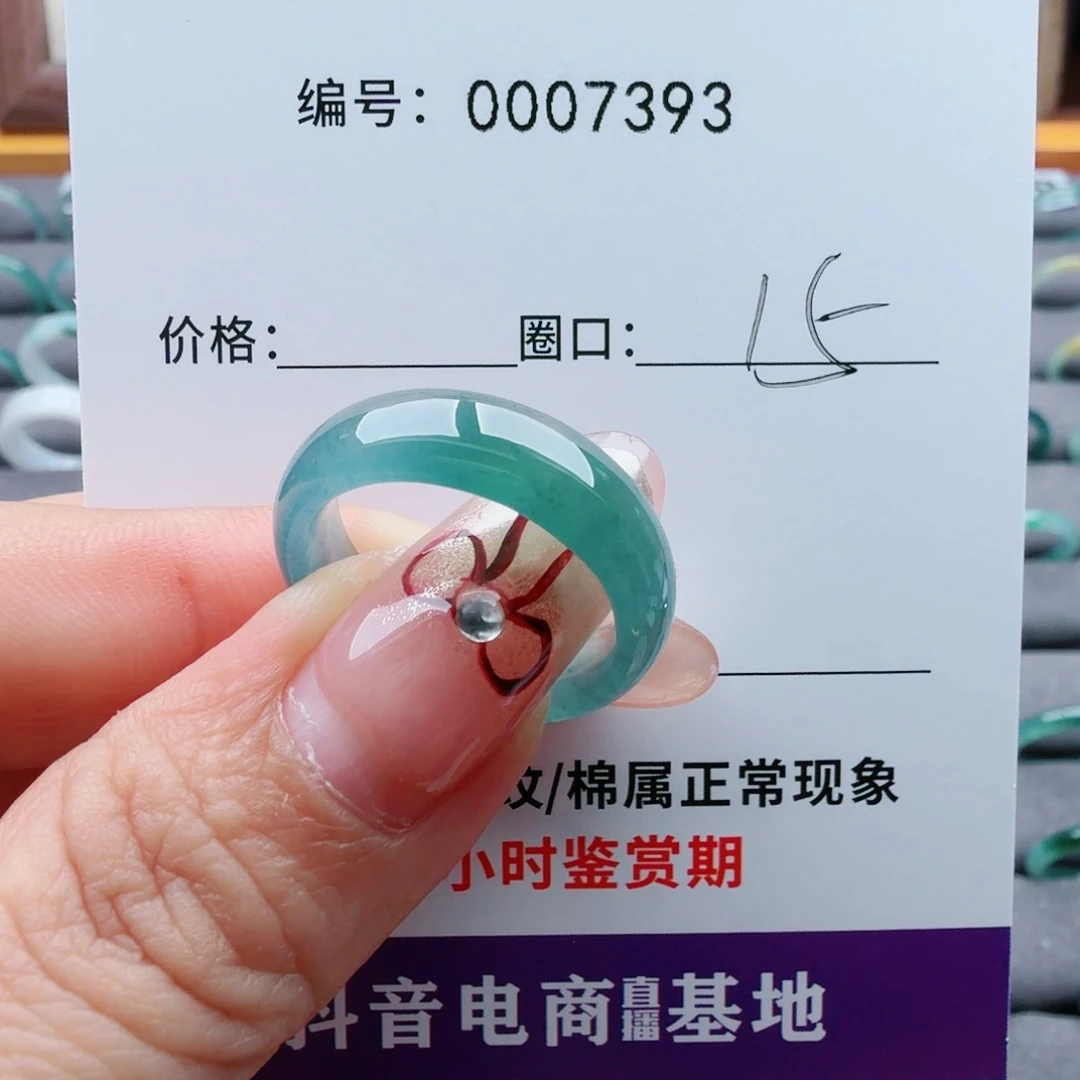 编号：0007393
价格： 圈口：15
纹/棉属正常现象
小时鉴赏期
抖音电商直播基地